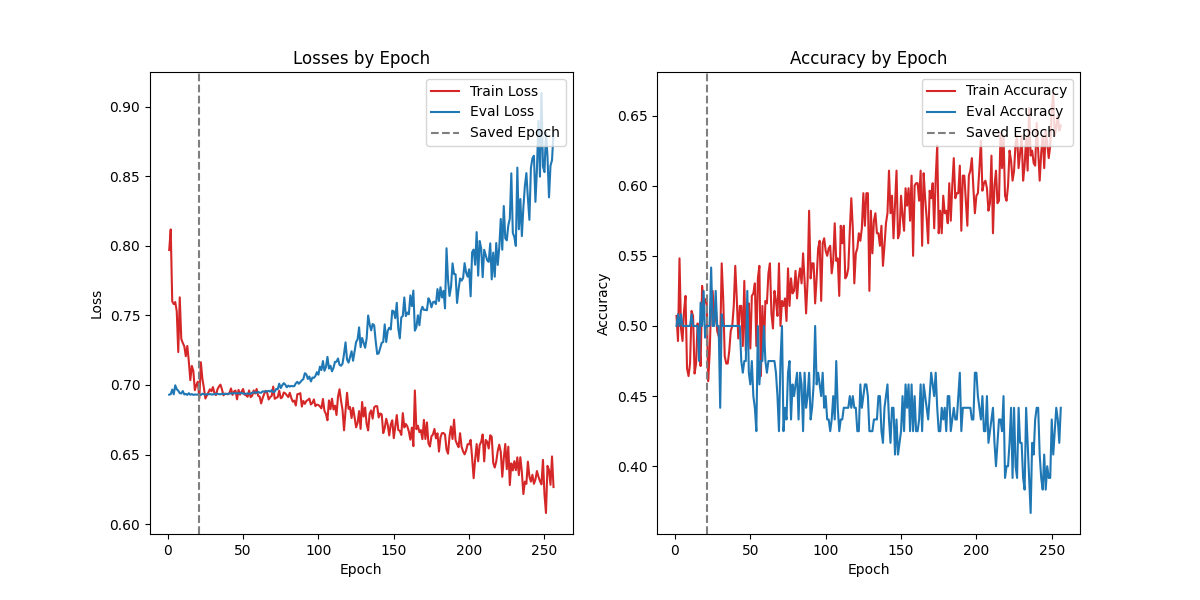 Losses by Epoch
Train Loss
Eval Loss
Saved Epoch
0.90
0.85
0.80
0.75
0.70
0.65
0.60
Loss
0
50
100
150
200
250
Epoch
Accuracy by Epoch
Train Accuracy
Eval Accuracy
Saved Epoch
0.65
0.60
0.55
0.50
0.45
0.40
Accuracy
0
50
100
150
200
250
Epoch